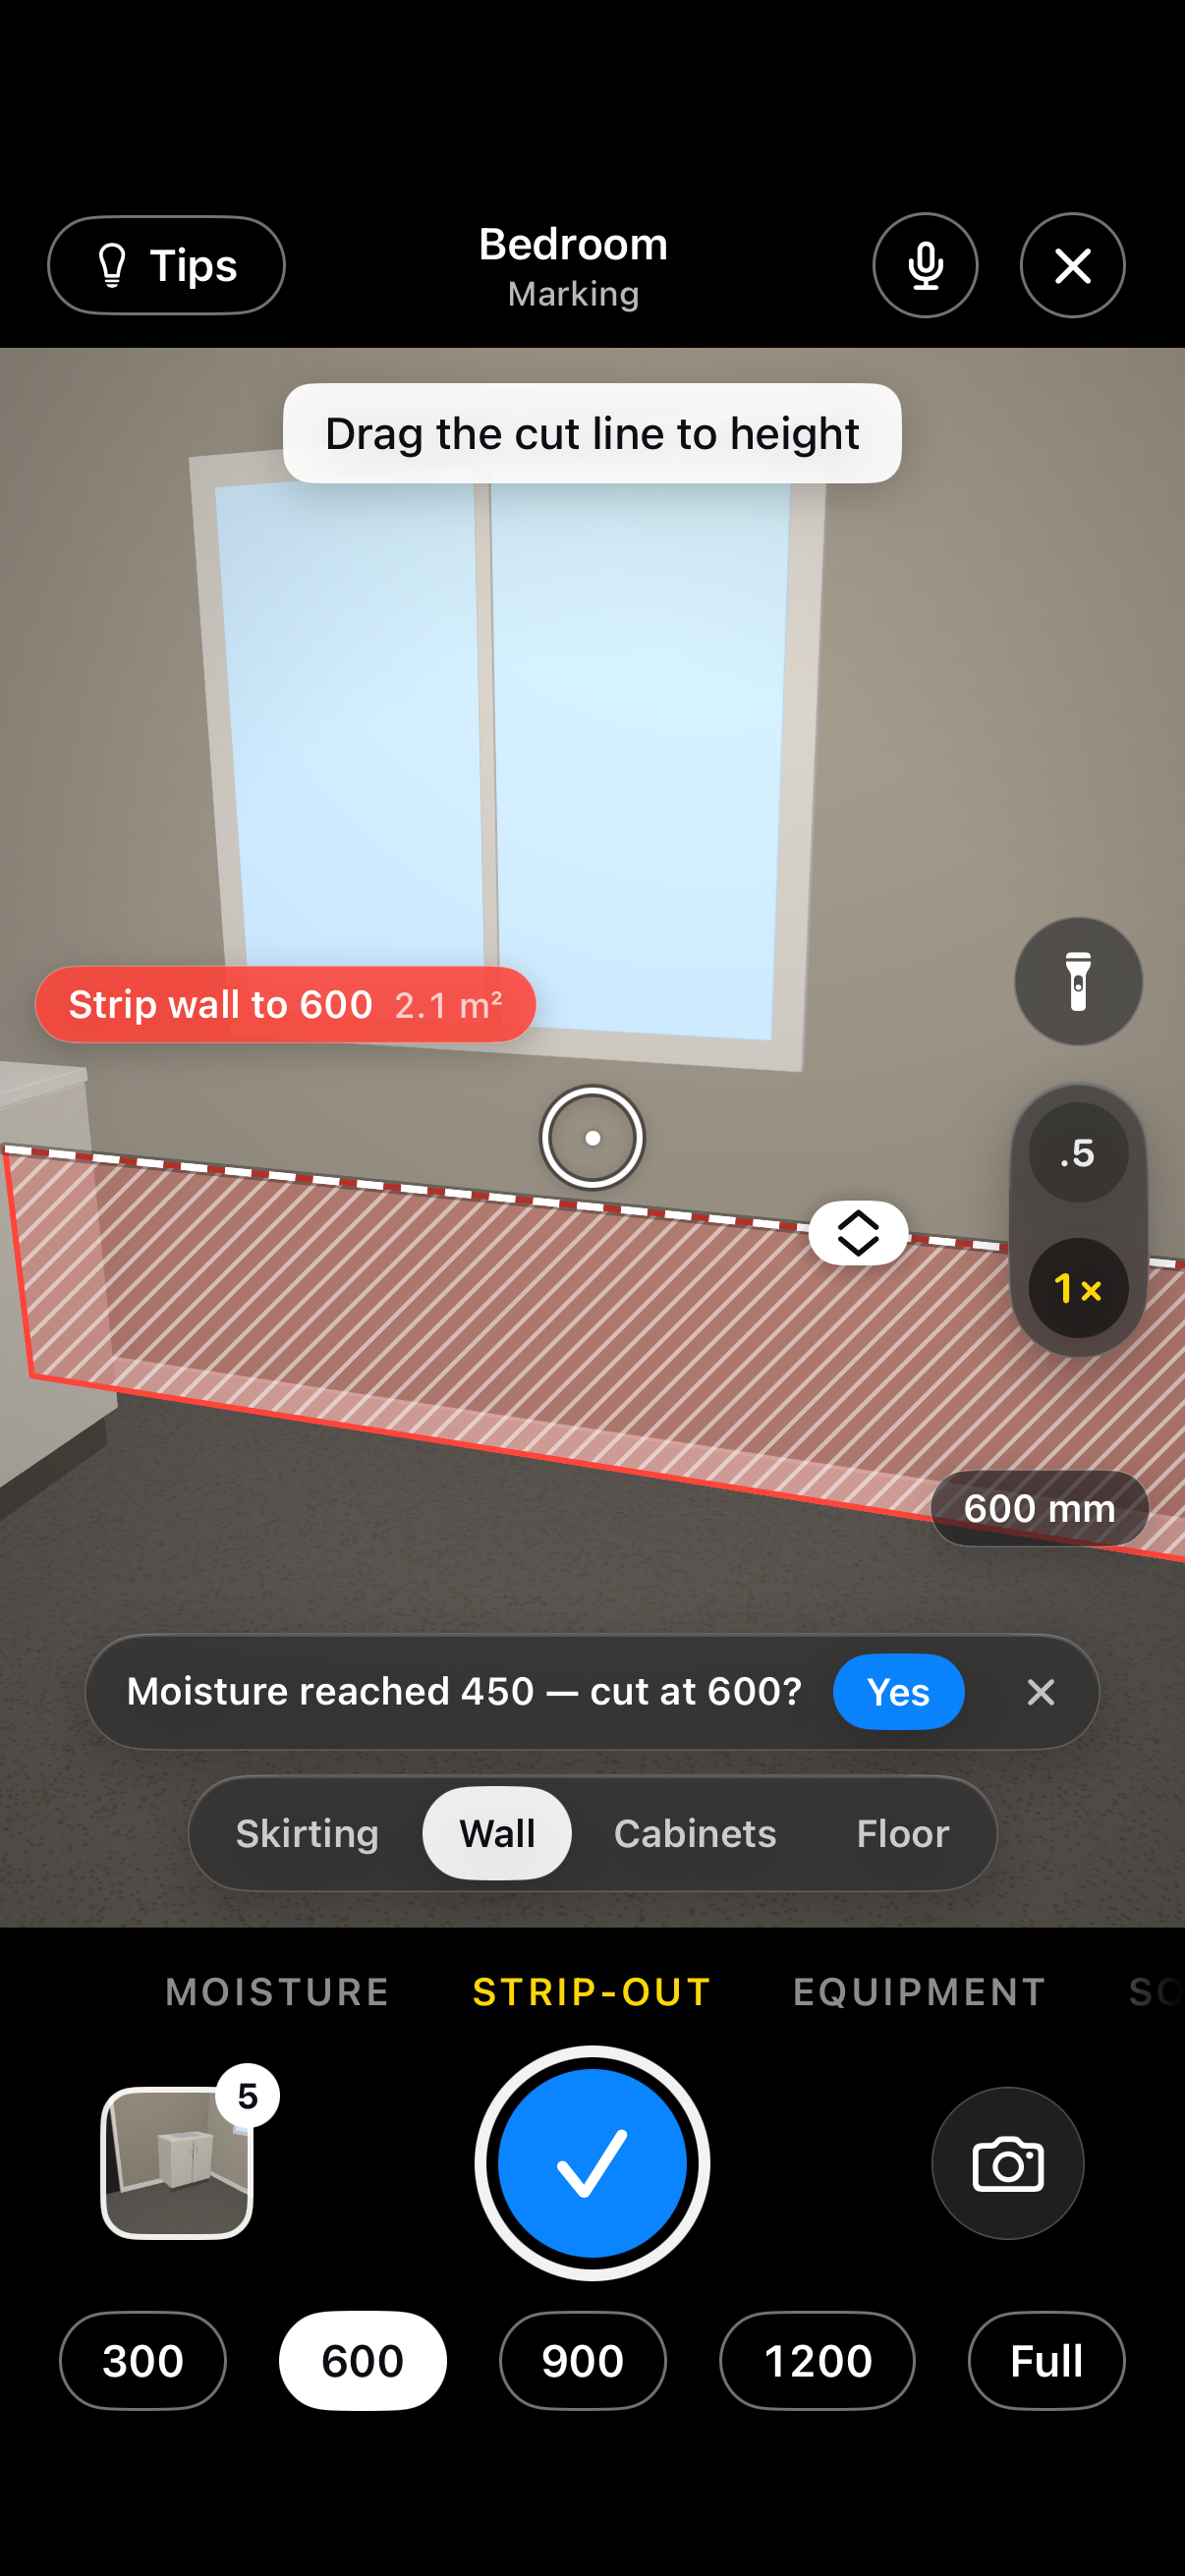 Tips
Bedroom
Marking
Drag the cut line to height
Strip wall to 600 2.1 m²
.5
1×
600 mm
Moisture reached 450 — cut at 600? Yes
Skirting Wall Cabinets Floor
MOISTURE STRIP-OUT EQUIPMENT
5
300 600 900 1200 Full